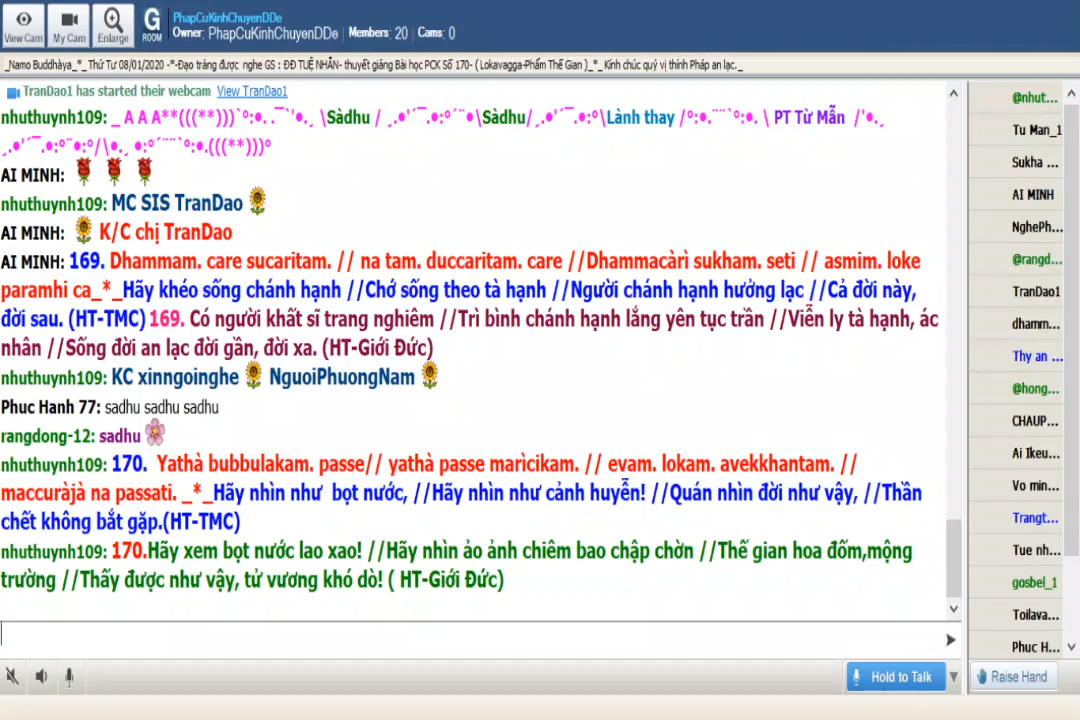 View Cam
My Cam
Enlarge
G
ROOM
PhapCuKinhChuyenDDe
Owner: PhapCuKinhChuyenDDe | Members: 20 | Cams: 0
_Namo Buddhàya_*_ Thứ Tư 08/01/2020 -*-Đạo tràng được nghe GS : ĐĐ TUỆ NHẪN- thuyết giảng Bài học PCK Số 170- ( Lokavagga-Phẩm Thế Gian )_*_ Kính chúc quý vị thính Pháp an lạc._
TranDao1 has started their webcam View TranDao1
nhuthuynh109: _ A A A**(((**)))`°:•. .¯`'•.¸ \Sàdhu / ¸.•'´¯.•:°´¨•\Sàdhu/¸.•'´¯.•:°\Lành thay /°:•.¨¨`°:•. \ PT Từ Mẫn /'•.¸
¸.•'´¯.•:°¨•:°/\•.¸ •:°´¨¨`°:•.(((**)))°
AI MINH:
nhuthuynh109: MC SIS TranDao
AI MINH: K/C chị TranDao
AI MINH: 169. Dhammam. care sucaritam. // na tam. duccaritam. care //Dhammacàrì sukham. seti // asmim. loke
paramhi ca_*_Hãy khéo sống chánh hạnh //Chớ sống theo tà hạnh //Người chánh hạnh hưởng lạc //Cả đời này,
đời sau. (HT-TMC) 169. Có người khất sĩ trang nghiêm //Trì bình chánh hạnh lắng yên tục trần //Viễn ly tà hạnh, ác
nhân //Sống đời an lạc đời gần, đời xa. (HT-Giới Đức)
nhuthuynh109: KC xinngoinghe NguoiPhuongNam
Phuc Hanh 77: sadhu sadhu sadhu
rangdong-12: sadhu
nhuthuynh109: 170. Yathà bubbulakam. passe// yathà passe marìcikam. // evam. lokam. avekkhantam. //
maccuràjà na passati. _*_Hãy nhìn như bọt nước, //Hãy nhìn như cảnh huyễn! //Quán nhìn đời như vậy, //Thần
chết không bắt gặp.(HT-TMC)
nhuthuynh109: 170.Hãy xem bọt nước lao xao! //Hãy nhìn ảo ảnh chiêm bao chập chờn //Thế gian hoa đốm,mộng
trường //Thấy được như vậy, tử vương khó dò! ( HT-Giới Đức)
@nhut...
Tu Man_1
Sukha ...
AI MINH
NghePh...
@rangd...
TranDao1
dhamm...
Thy an ...
@hong...
CHAUP...
Ai Ikeu...
Vo min...
Trangt...
Tue nh...
gosbel_1
Toilava...
Phuc H...
Hold to Talk
Raise Hand